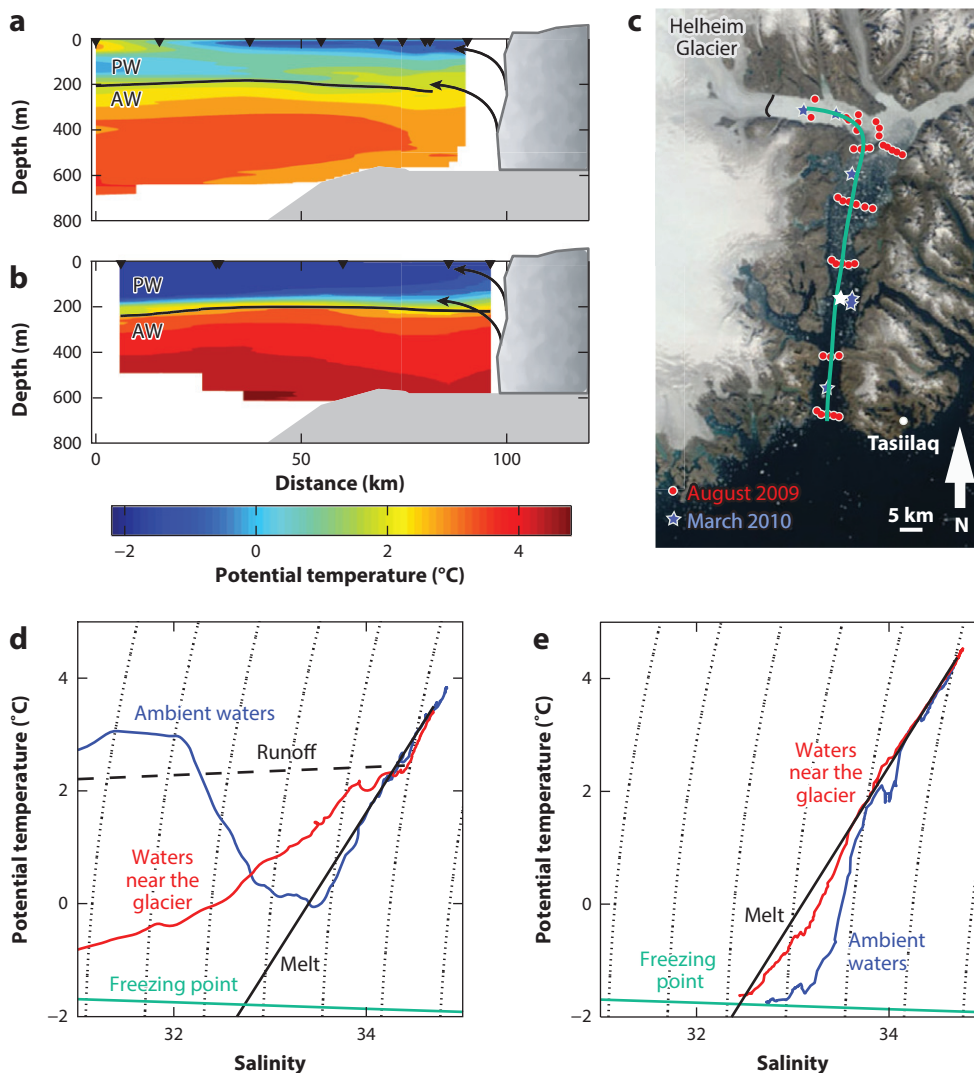 a
0
200
400
600
800
Depth (m)
PW
AW
b
0
200
400
600
800
Depth (m)
PW
AW
0
50
100
Distance (km)
−2
0
2
4
Potential temperature (°C)
c
Helheim
Glacier
Tasiilaq
August 2009
March 2010
5 km
N
d
4
2
0
−2
Potential temperature (˚C)
Ambient waters
Runoff
Waters
near the
glacier
Melt
Freezing point
32
34
Salinity
e
4
2
0
−2
Potential temperature (˚C)
Waters
near the
glacier
Melt
Freezing
point
Ambient
waters
32
34
Salinity